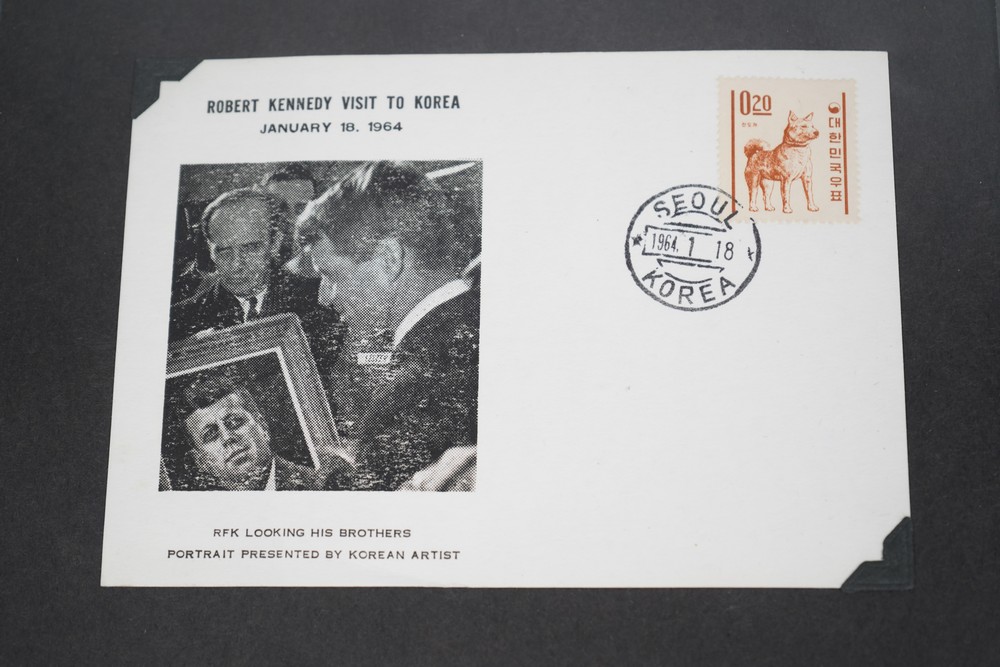 ROBERT KENNEDY VISIT TO KOREA
JANUARY 18. 1964
0.20
대한민국우표
SEOUL
1964. 1 18
KOREA
RFK LOOKING HIS BROTHERS
PORTRAIT PRESENTED BY KOREAN ARTIST